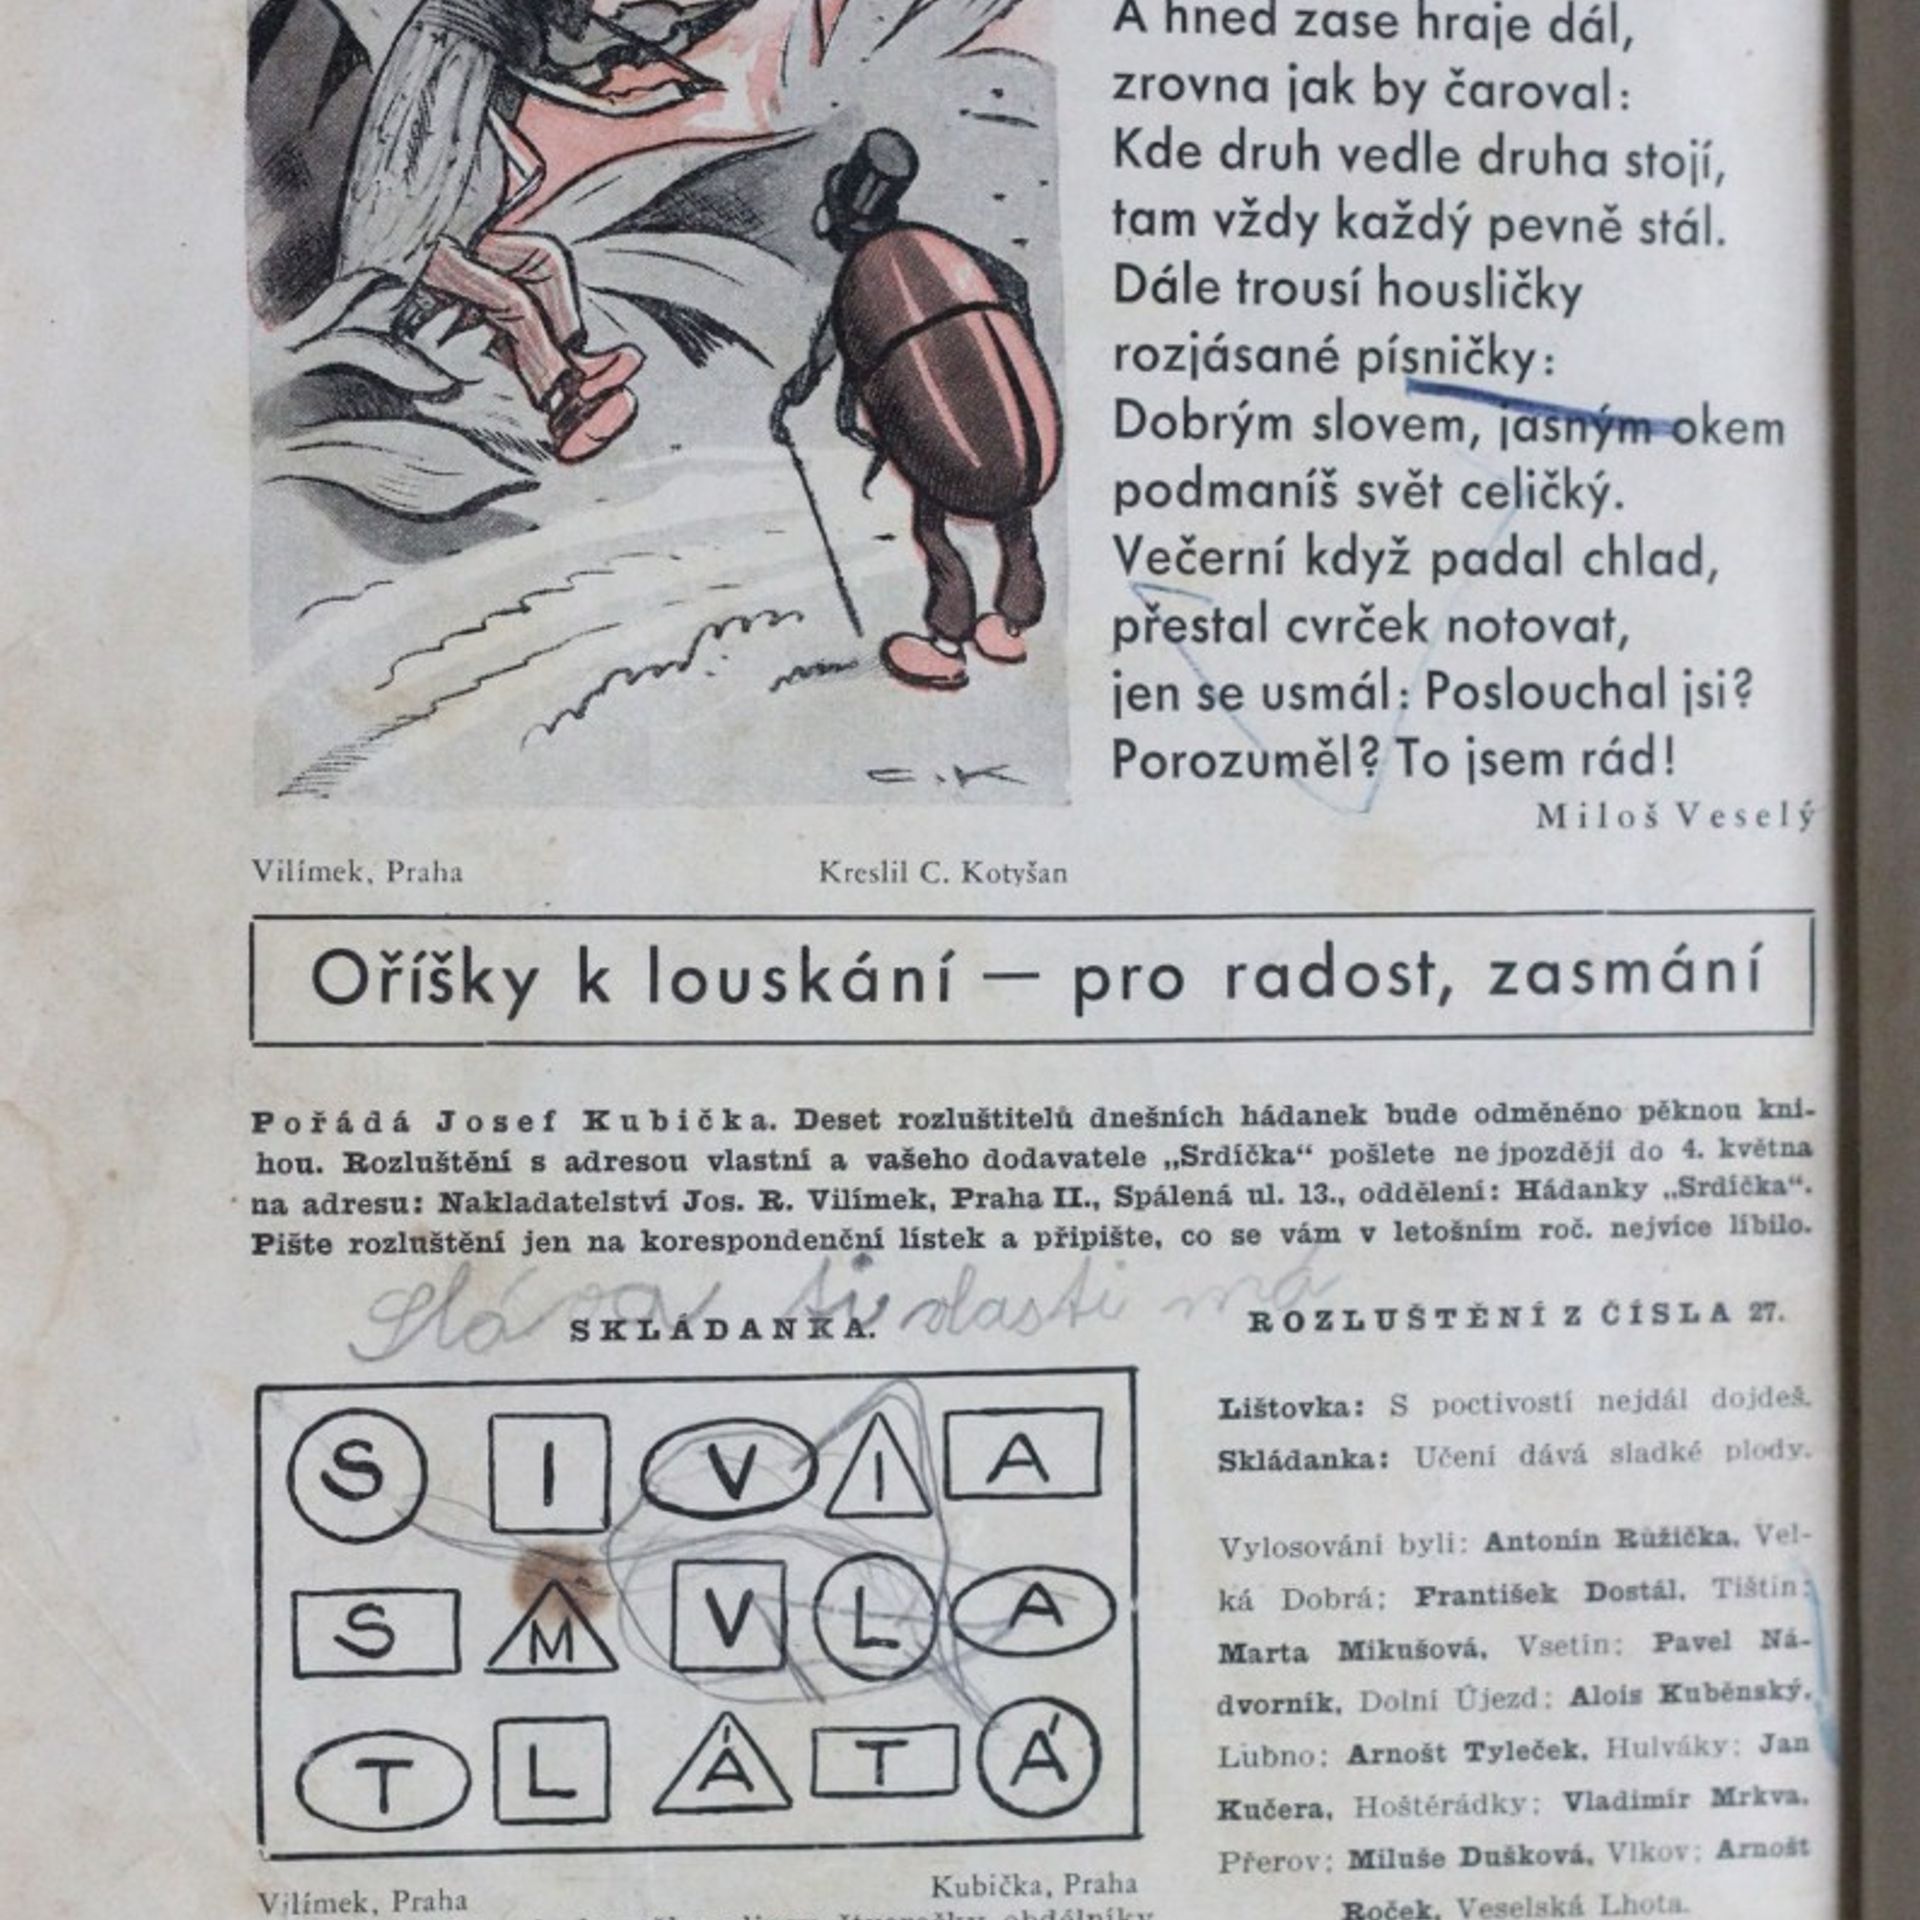 A hned zase hraje dál,
zrovna jak by čaroval:
Kde druh vedle druha stojí,
tam vždy každý pevně stál.
Dále trousí housličky
rozjásané písničky:
Dobrým slovem, jasným okem
podmaníš svět celičký.
Večerní když padal chlad,
přestal cvrček notovat,
jen se usmál: Poslouchal jsi?
Porozuměl? To jsem rád!
Miloš Veselý
C.K
Vilímek, Praha
Kreslil C. Kotyšan
Oříšky k louskání — pro radost, zasmání
Pořádá Josef Kubička. Deset rozluštitelů dnešních hádanek bude odměněno pěknou kni-
hou. Rozluštění s adresou vlastní a vašeho dodavatele „Srdíčka“ pošlete nejpozději do 4. května
na adresu: Nakladatelství Jos. R. Vilímek, Praha II., Spálená ul. 13., oddělení: Hádanky „Srdíčka“.
Pište rozluštění jen na korespondenční lístek a připište, co se vám v letošním roč. nejvíce líbilo.
Sláva ti vlasti má
SKLÁDANKA.
S I V I A
S M V L A
T L Á T Á
Vilímek, Praha
Kubička, Praha
obdélníky
ROZLUŠTĚNÍ Z ČÍSLA 27.
Lištovka: S poctivostí nejdál dojdeš.
Skládanka: Učení dává sladké plody.
Vylosováni byli: Antonín Růžička, Vel-
ká Dobrá; František Dostál, Tištín;
Marta Mikušová, Vsetín; Pavel Ná-
dvorník, Dolní Újezd; Alois Kuběnský,
Lubno; Arnošt Tyleček, Hulváky; Jan
Kučera, Hoštěrádky; Vladimír Mrkva,
Přerov; Miluše Dušková, Vlkov; Arnošt
Roček, Veselská Lhota.